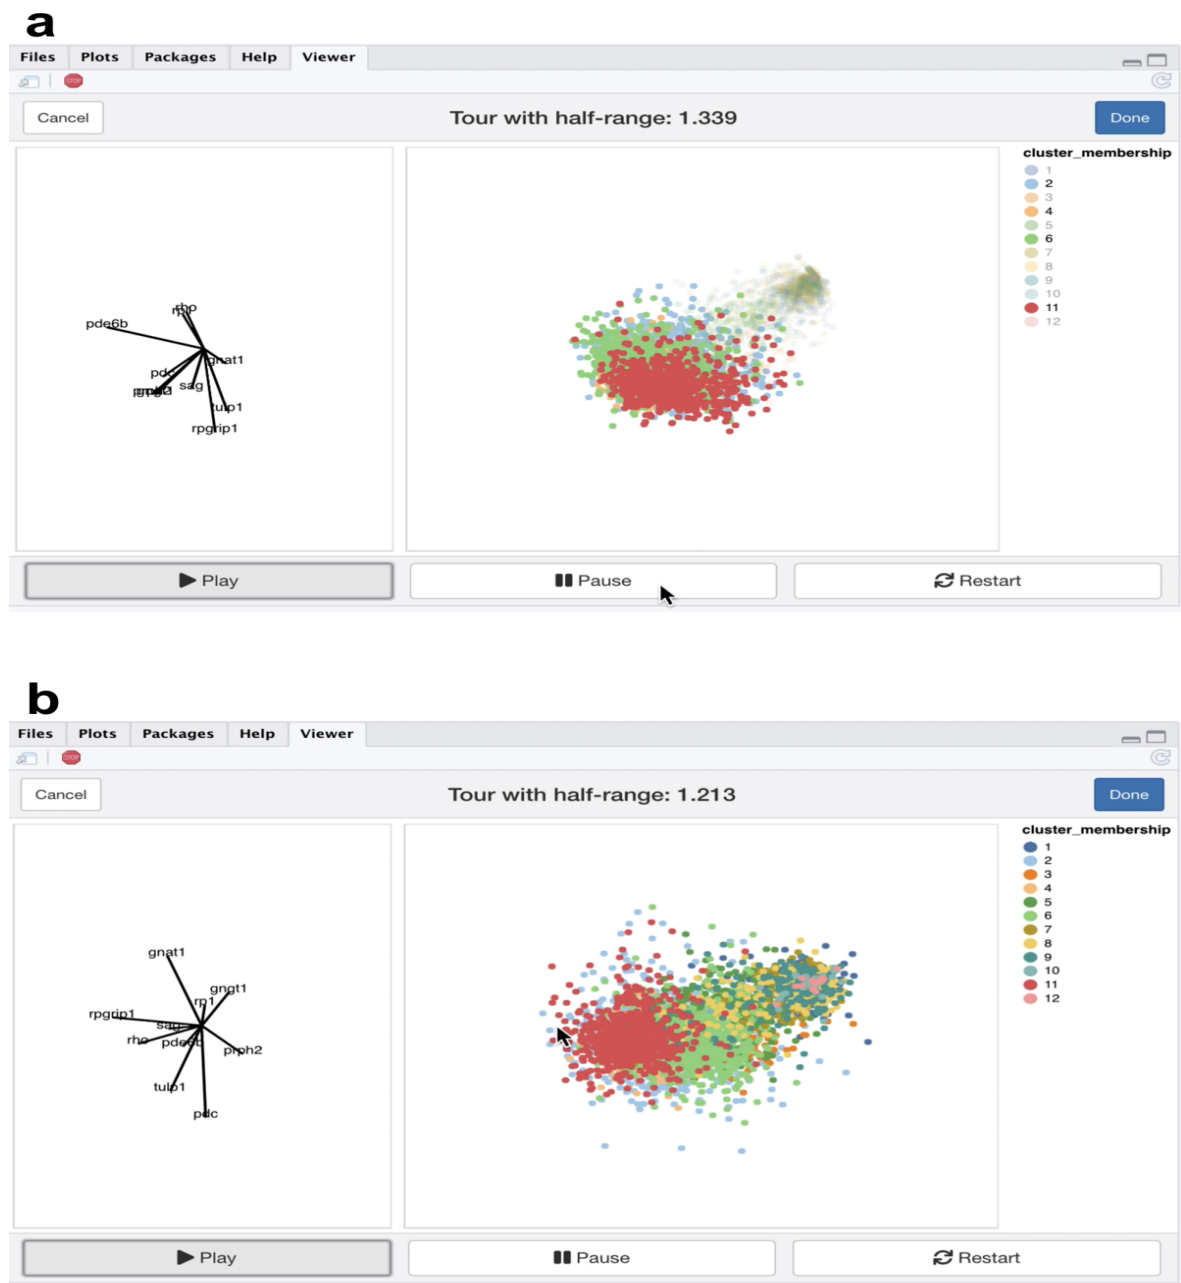 a
Files Plots Packages Help Viewer
STOP
Cancel Tour with half-range: 1.339 Done
cluster_membership
1
2
3
4
5
6
7
8
9
10
11
12
rho
pde6b
gnat1
pdc
sag
tulp1
rpgrip1
Play Pause Restart
b
Files Plots Packages Help Viewer
STOP
Cancel Tour with half-range: 1.213 Done
cluster_membership
1
2
3
4
5
6
7
8
9
10
11
12
gnat1
gngt1
rp1
rpgrip1
sag
rho
pde6b
prph2
tulp1
pdc
Play Pause Restart